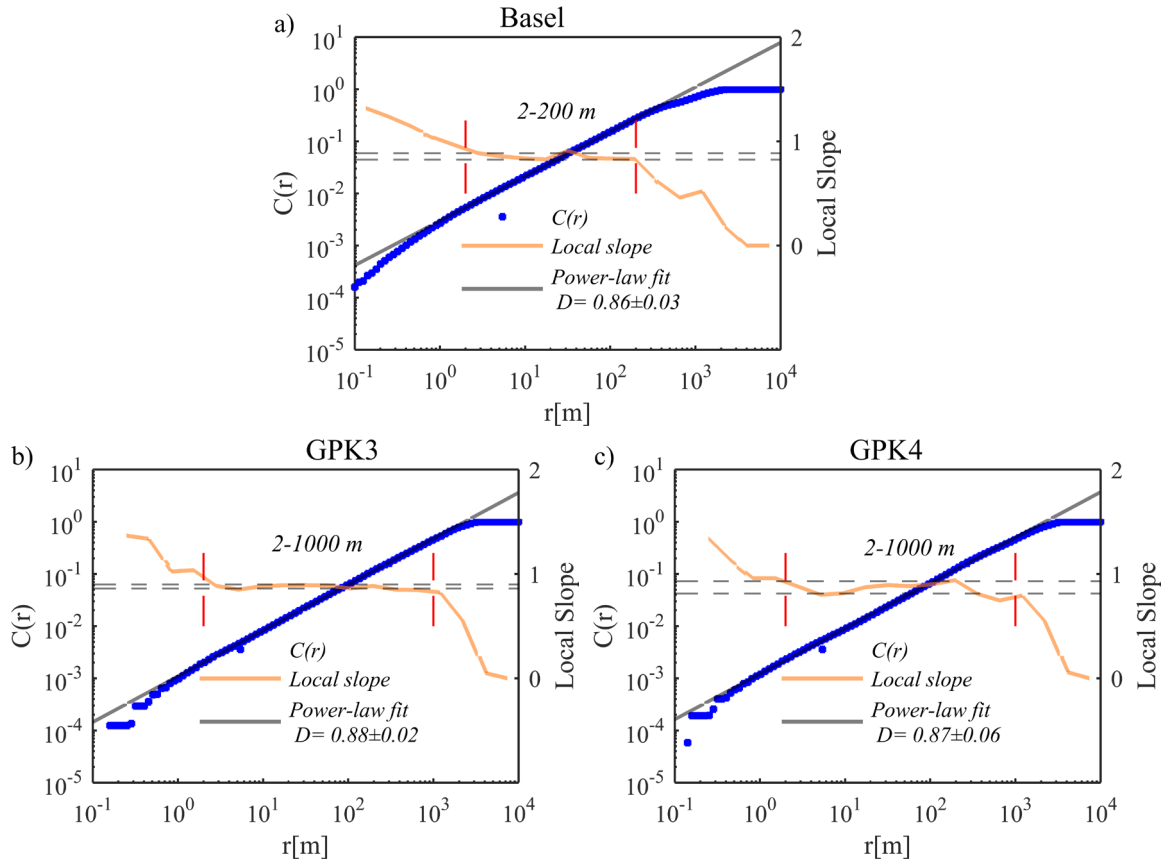 a)
Basel
10^1
10^0
10^-1
10^-2
10^-3
10^-4
10^-5
C(r)
2
1
0
Local Slope
2-200 m
C(r)
Local slope
Power-law fit
D= 0.86±0.03
10^-1 10^0 10^1 10^2 10^3 10^4
r[m]
b)
GPK3
10^1
10^0
10^-1
10^-2
10^-3
10^-4
10^-5
C(r)
2
1
0
Local Slope
2-1000 m
C(r)
Local slope
Power-law fit
D= 0.88±0.02
10^-1 10^0 10^1 10^2 10^3 10^4
r[m]
c)
GPK4
10^1
10^0
10^-1
10^-2
10^-3
10^-4
10^-5
C(r)
2
1
0
Local Slope
2-1000 m
C(r)
Local slope
Power-law fit
D= 0.87±0.06
10^-1 10^0 10^1 10^2 10^3 10^4
r[m]